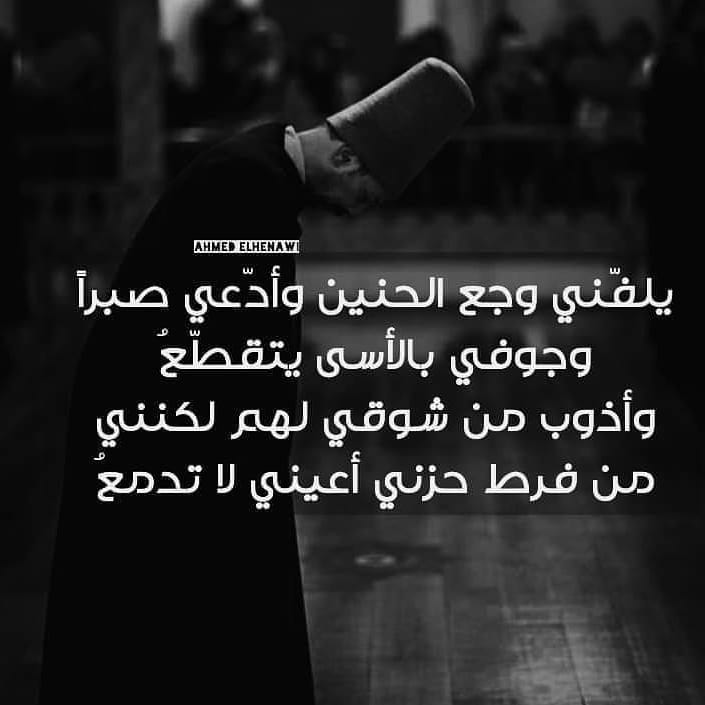 AHMED ELHENAWI
يلفّني وجع الحنين وأدّعي صبراً
وجوفي بالأسى يتقطّعُ
وأذوب من شوقي لهم لكنني
من فرط حزني أعيني لا تدمعُ